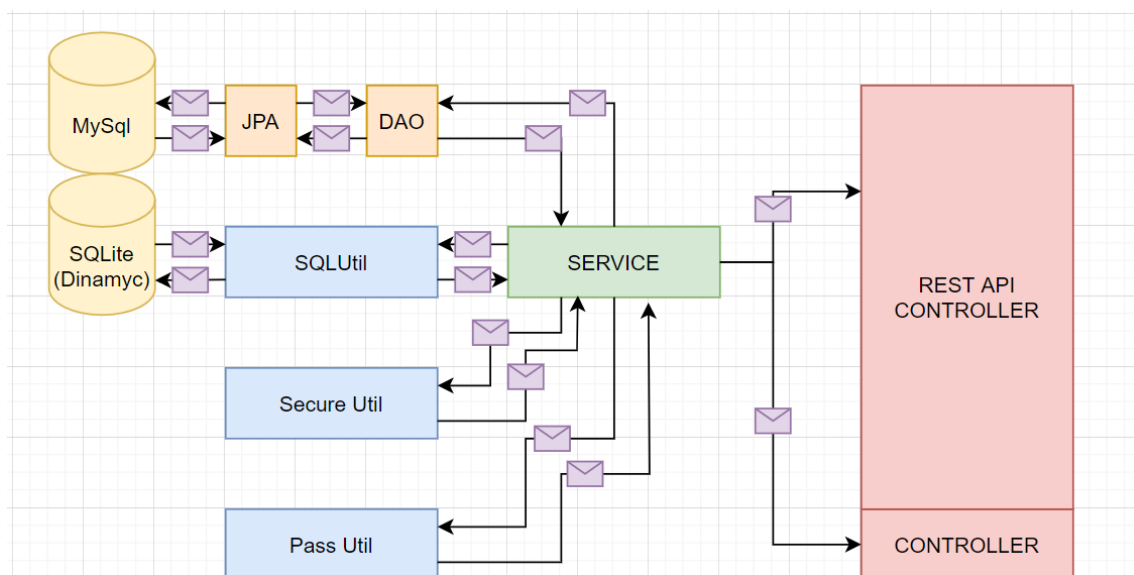 MySql
JPA
DAO
SQLite
(Dinamyc)
SQLUtil
SERVICE
REST API
CONTROLLER
Secure Util
Pass Util
CONTROLLER